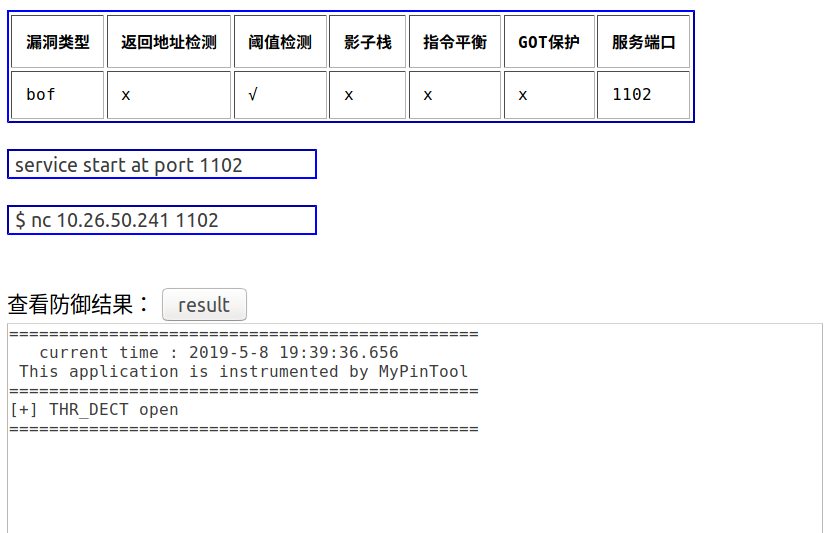 漏洞类型 返回地址检测 阈值检测 影子栈 指令平衡 GOT保护 服务端口
bof x √ x x x 1102
service start at port 1102
$ nc 10.26.50.241 1102
查看防御结果： result
===============================================
current time : 2019-5-8 19:39:36.656
This application is instrumented by MyPinTool
===============================================
[+] THR_DECT open
===============================================